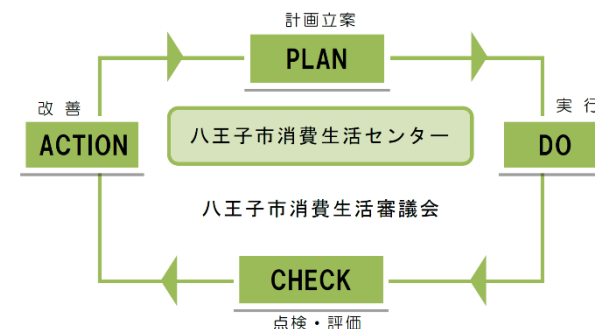 計画立案
PLAN
改善
ACTION
実行
DO
八王子市消費生活センター
八王子市消費生活審議会
CHECK
点検・評価